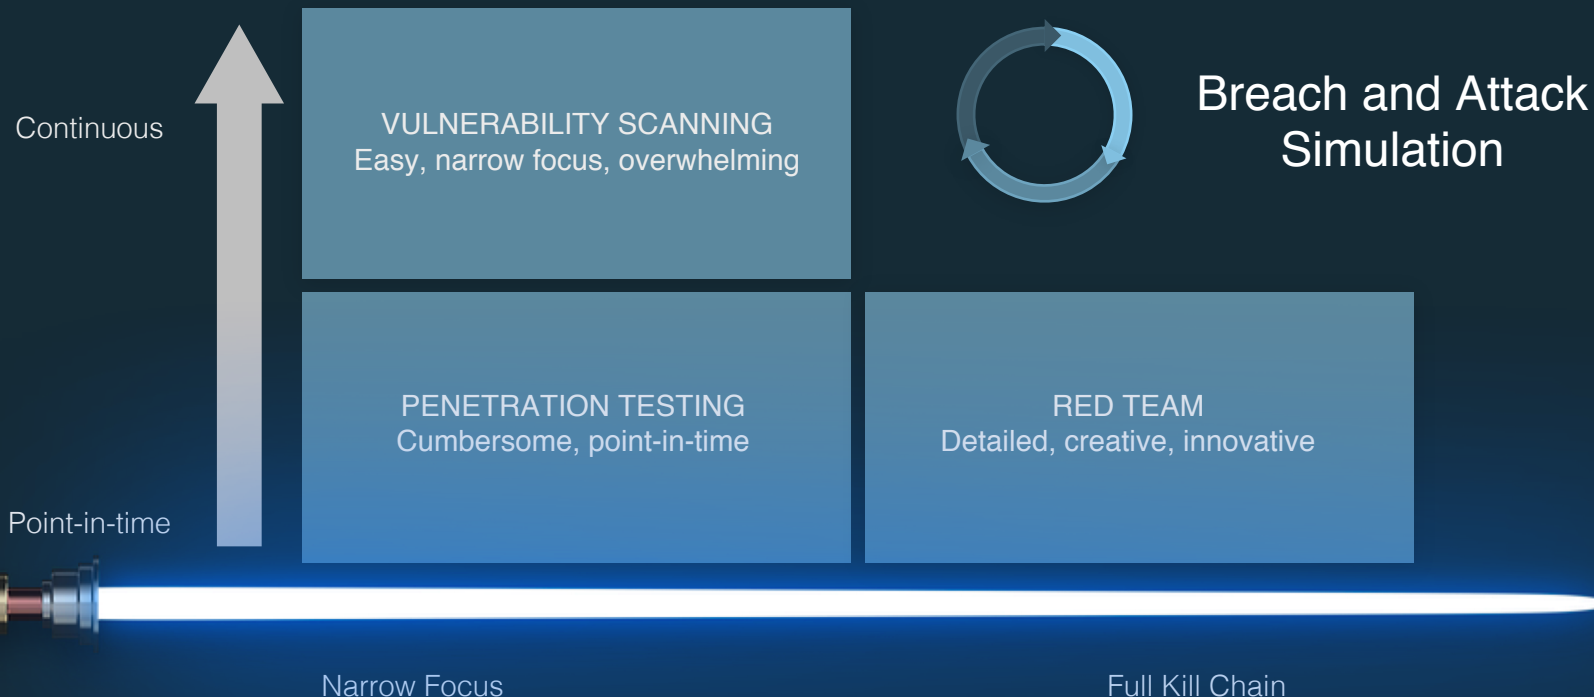 Continuous
VULNERABILITY SCANNING
Easy, narrow focus, overwhelming
Breach and Attack
Simulation
PENETRATION TESTING
Cumbersome, point-in-time
RED TEAM
Detailed, creative, innovative
Point-in-time
Narrow Focus
Full Kill Chain